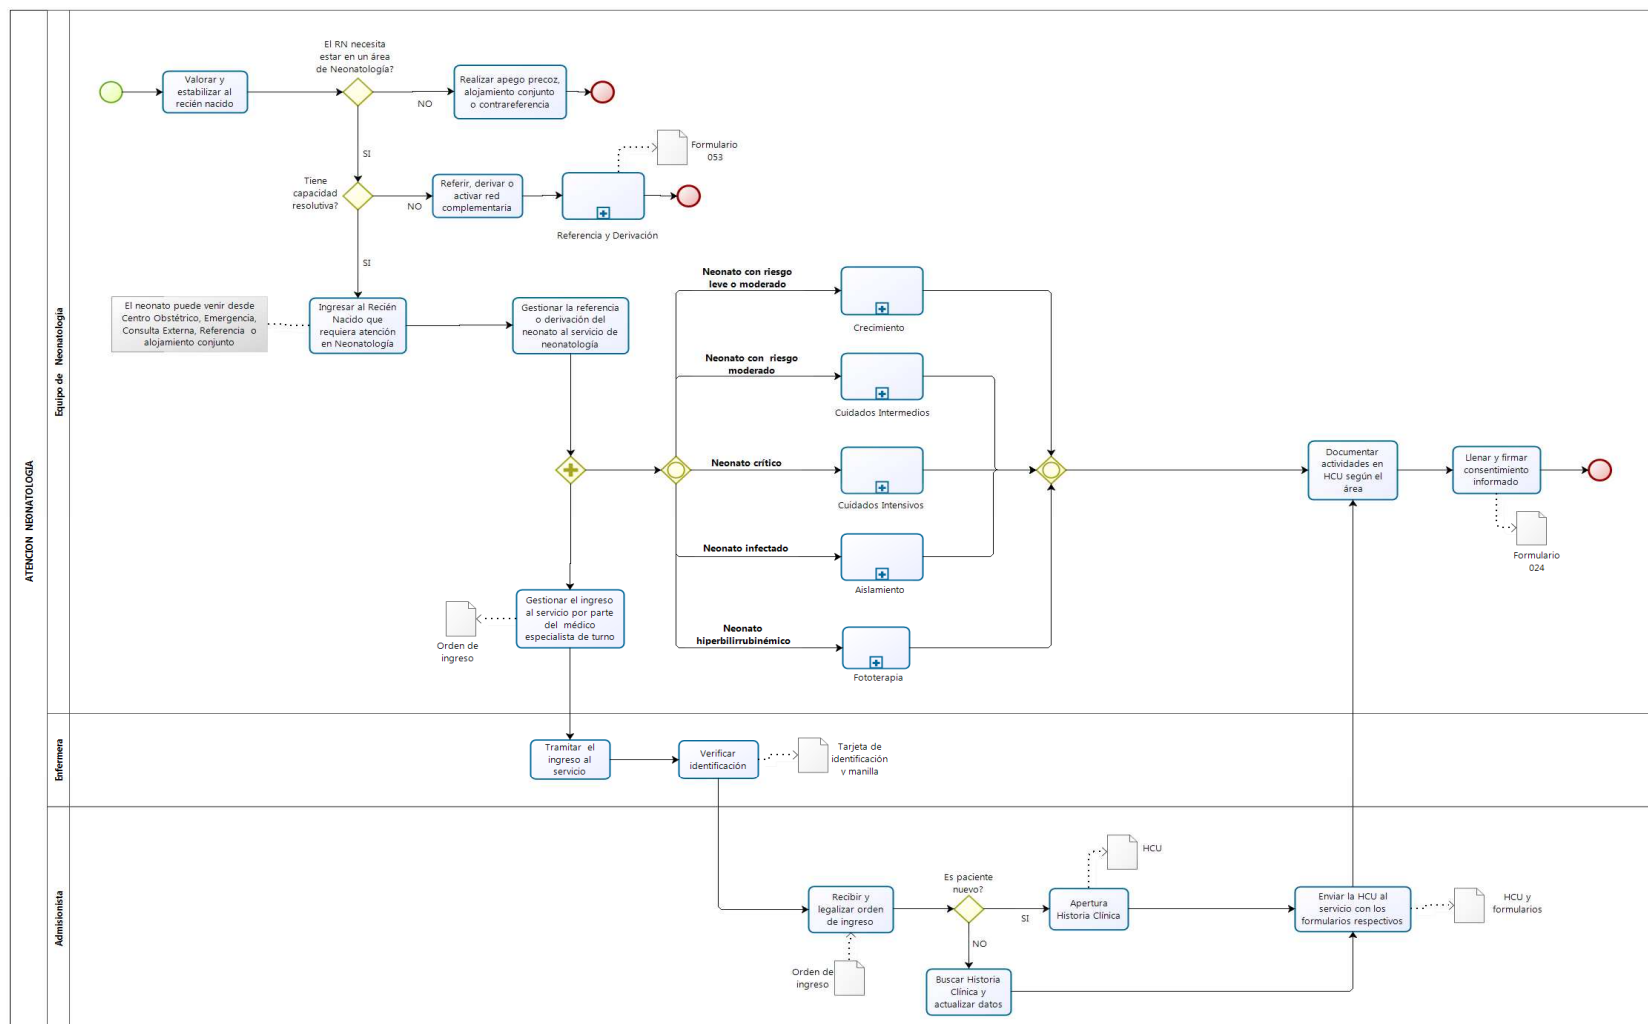 ATENCION NEONATOLOGIA
Equipo de Neonatología
El RN necesita
estar en un área
de Neonatología?
Valorar y
estabilizar al
recién nacido
NO
Realizar apego precoz,
alojamiento conjunto
o contrareferencia
SI
Formulario
053
Tiene
capacidad
resolutiva?
NO
Referir, derivar o
activar red
complementaria
Referencia y Derivación
SI
El neonato puede venir desde
Centro Obstétrico, Emergencia,
Consulta Externa, Referencia o
alojamiento conjunto
Ingresar al Recién
Nacido que
requiera atención
en Neonatología
Gestionar la referencia
o derivación del
neonato al servicio de
neonatología
Neonato con riesgo
leve o moderado
Crecimiento
Neonato con riesgo
moderado
Cuidados Intermedios
Neonato crítico
Cuidados Intensivos
Neonato infectado
Aislamiento
Neonato
hiperbilirrubinémico
Fototerapia
Documentar
actividades en
HCU según el
área
Llenar y firmar
consentimiento
informado
Formulario
024
Gestionar el ingreso
al servicio por parte
del médico
especialista de turno
Orden de
ingreso
Enfermera
Tramitar el
ingreso al
servicio
Verificar
identificación
Tarjeta de
identificación
y manilla
Admisionista
Recibir y
legalizar orden
de ingreso
Orden de
ingreso
Es paciente
nuevo?
SI
NO
Apertura
Historia Clínica
HCU
Buscar Historia
Clínica y
actualizar datos
Enviar la HCU al
servicio con los
formularios respectivos
HCU y
formularios